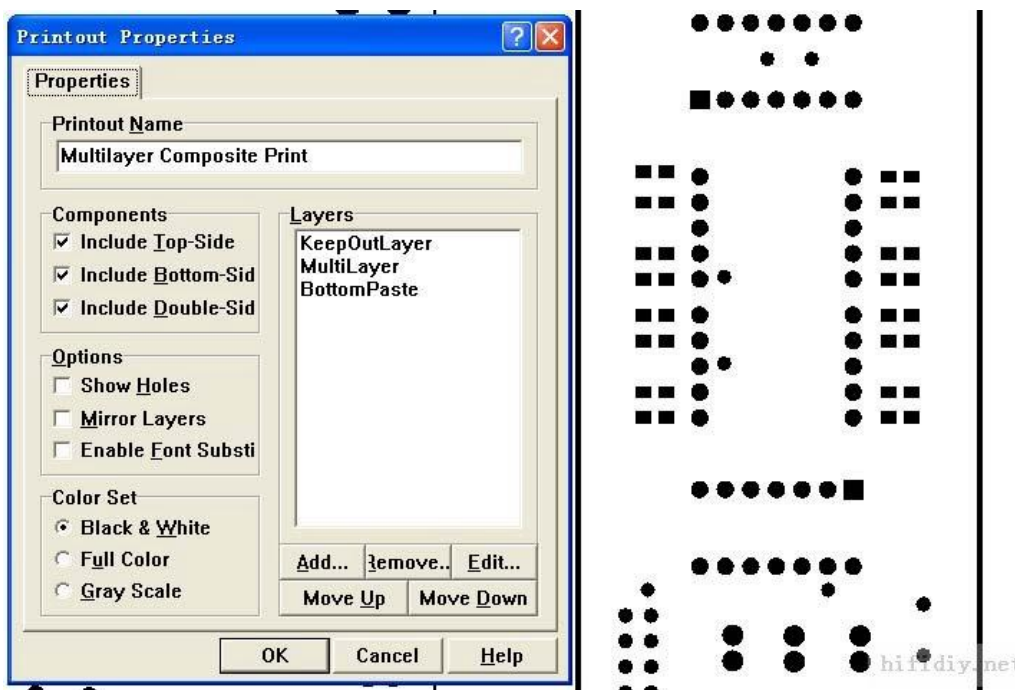 Printout Properties
Properties
Printout Name
Multilayer Composite Print
Components
Include Top-Side
Include Bottom-Sid
Include Double-Sid
Options
Show Holes
Mirror Layers
Enable Font Substi
Color Set
Black & White
Full Color
Gray Scale
Layers
KeepOutLayer
MultiLayer
BottomPaste
Add... Remove.. Edit...
Move Up Move Down
OK Cancel Help
hifidiy.net